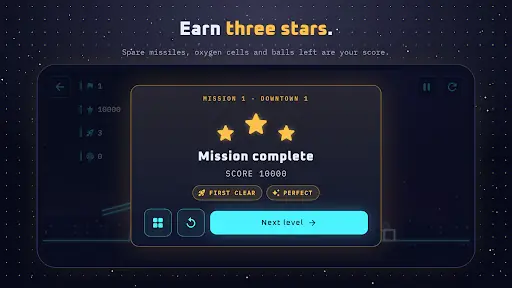 Earn three stars.
Spare missiles, oxygen cells and balls left are your score.
1
10000
3
0
MISSION 1 - DOWNTOWN 1
Mission complete
SCORE 10000
FIRST CLEAR
PERFECT
Next level →